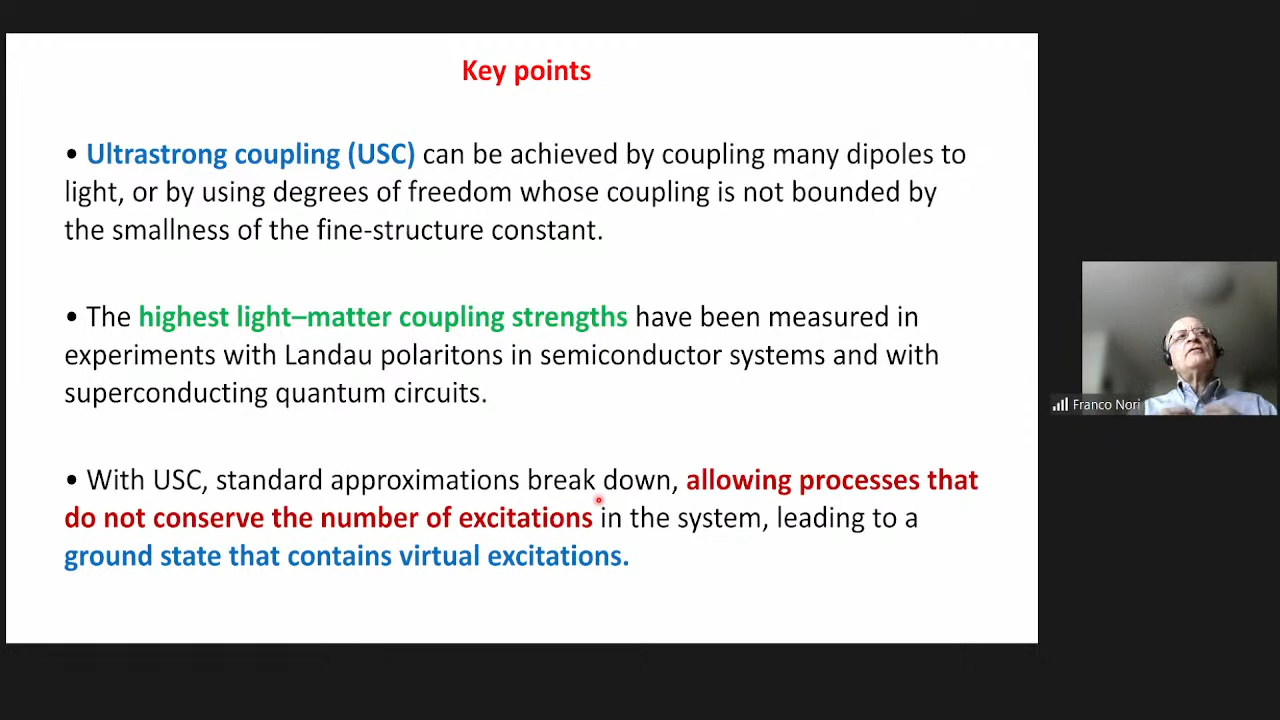 Key points
• Ultrastrong coupling (USC) can be achieved by coupling many dipoles to
light, or by using degrees of freedom whose coupling is not bounded by
the smallness of the fine-structure constant.
• The highest light–matter coupling strengths have been measured in
experiments with Landau polaritons in semiconductor systems and with
superconducting quantum circuits.
• With USC, standard approximations break down, allowing processes that
do not conserve the number of excitations in the system, leading to a
ground state that contains virtual excitations.
Franco Nori